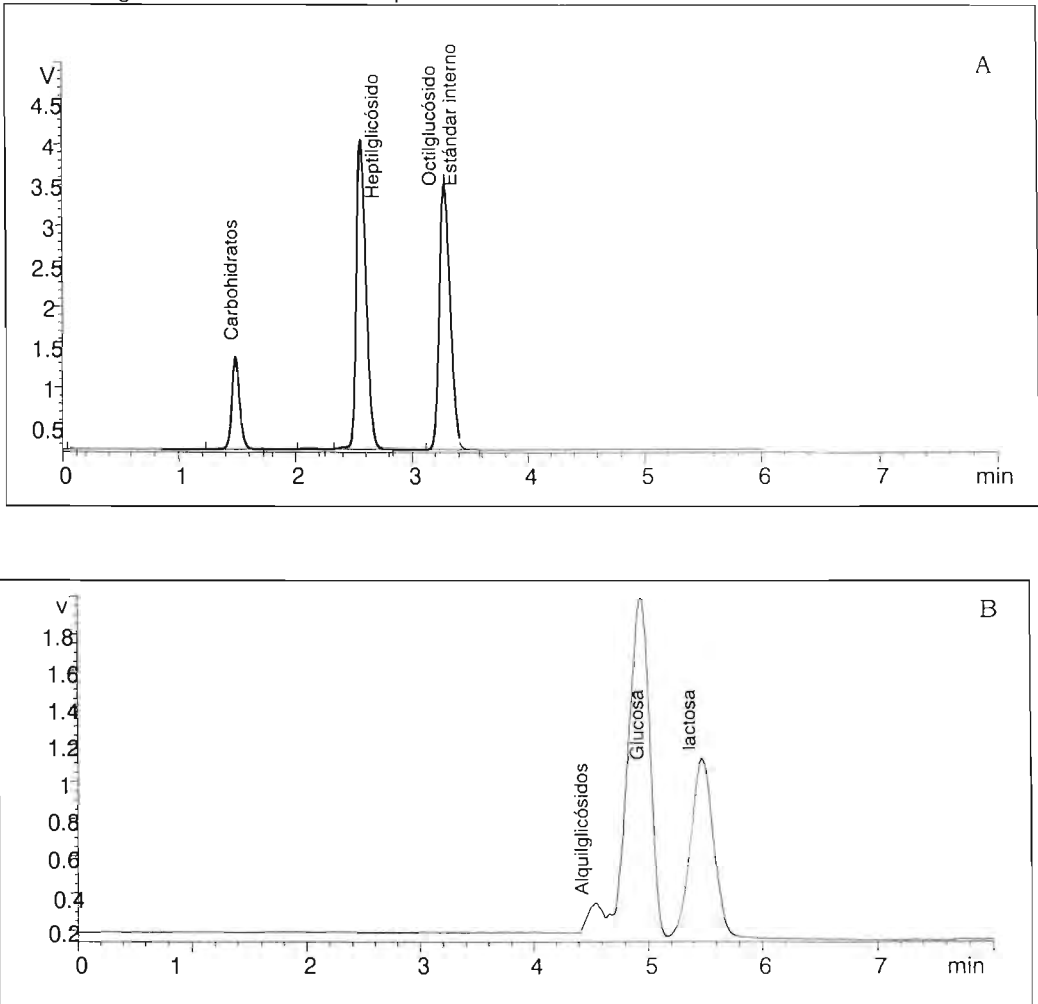 A
V
4.5
4
3.5
3
2.5
2
1.5
1
0.5
Carbohidratos
Heptilglicósido
Octilglucósido
Estándar interno
0 1 2 3 4 5 6 7 min
B
v
1.8
1.6
1.4
1.2
1
0.8
0.6
0.4
0.2
Alquilglicósidos
Glucosa
lactosa
0 1 2 3 4 5 6 7 min